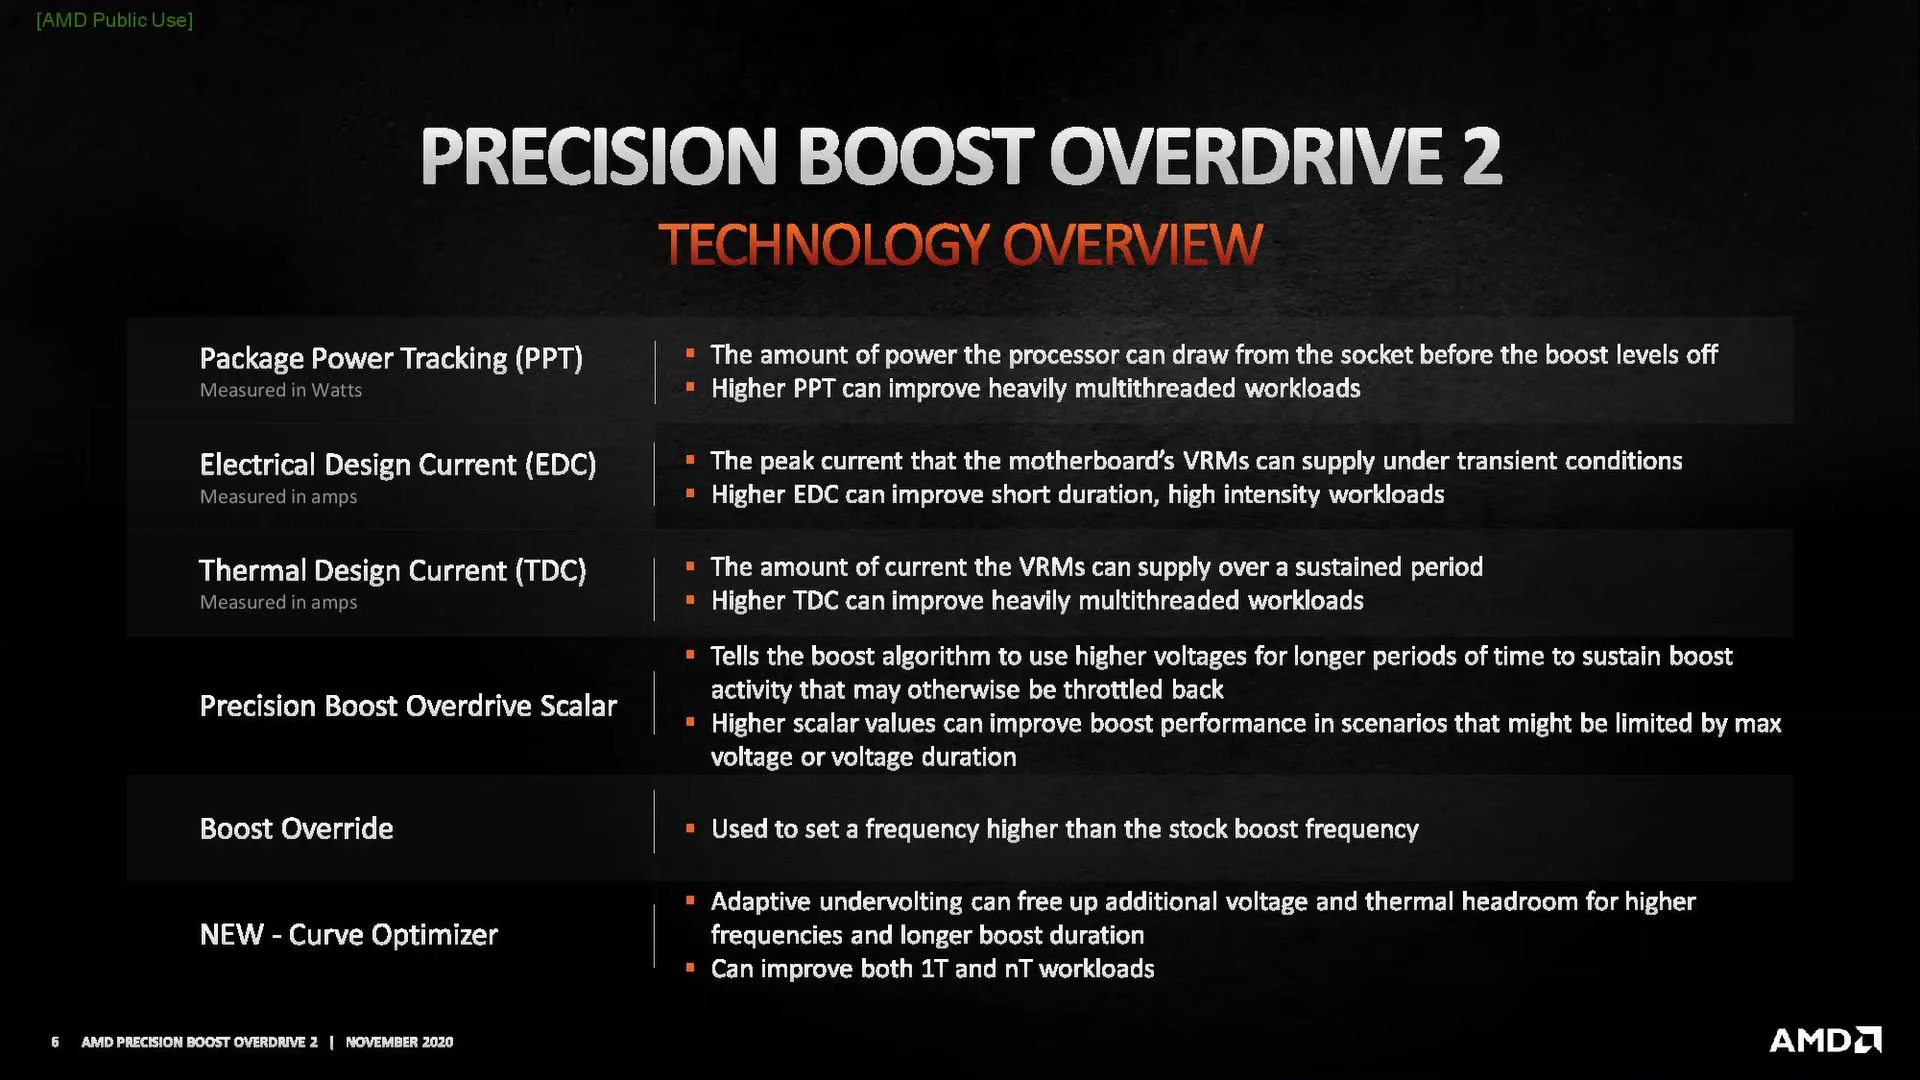 [AMD Public Use]
PRECISION BOOST OVERDRIVE 2
TECHNOLOGY OVERVIEW
Package Power Tracking (PPT)
Measured in Watts
▪ The amount of power the processor can draw from the socket before the boost levels off
▪ Higher PPT can improve heavily multithreaded workloads
Electrical Design Current (EDC)
Measured in amps
▪ The peak current that the motherboard’s VRMs can supply under transient conditions
▪ Higher EDC can improve short duration, high intensity workloads
Thermal Design Current (TDC)
Measured in amps
▪ The amount of current the VRMs can supply over a sustained period
▪ Higher TDC can improve heavily multithreaded workloads
Precision Boost Overdrive Scalar
▪ Tells the boost algorithm to use higher voltages for longer periods of time to sustain boost
activity that may otherwise be throttled back
▪ Higher scalar values can improve boost performance in scenarios that might be limited by max
voltage or voltage duration
Boost Override
▪ Used to set a frequency higher than the stock boost frequency
NEW - Curve Optimizer
▪ Adaptive undervolting can free up additional voltage and thermal headroom for higher
frequencies and longer boost duration
▪ Can improve both 1T and nT workloads
6 AMD PRECISION BOOST OVERDRIVE 2 | NOVEMBER 2020
AMD